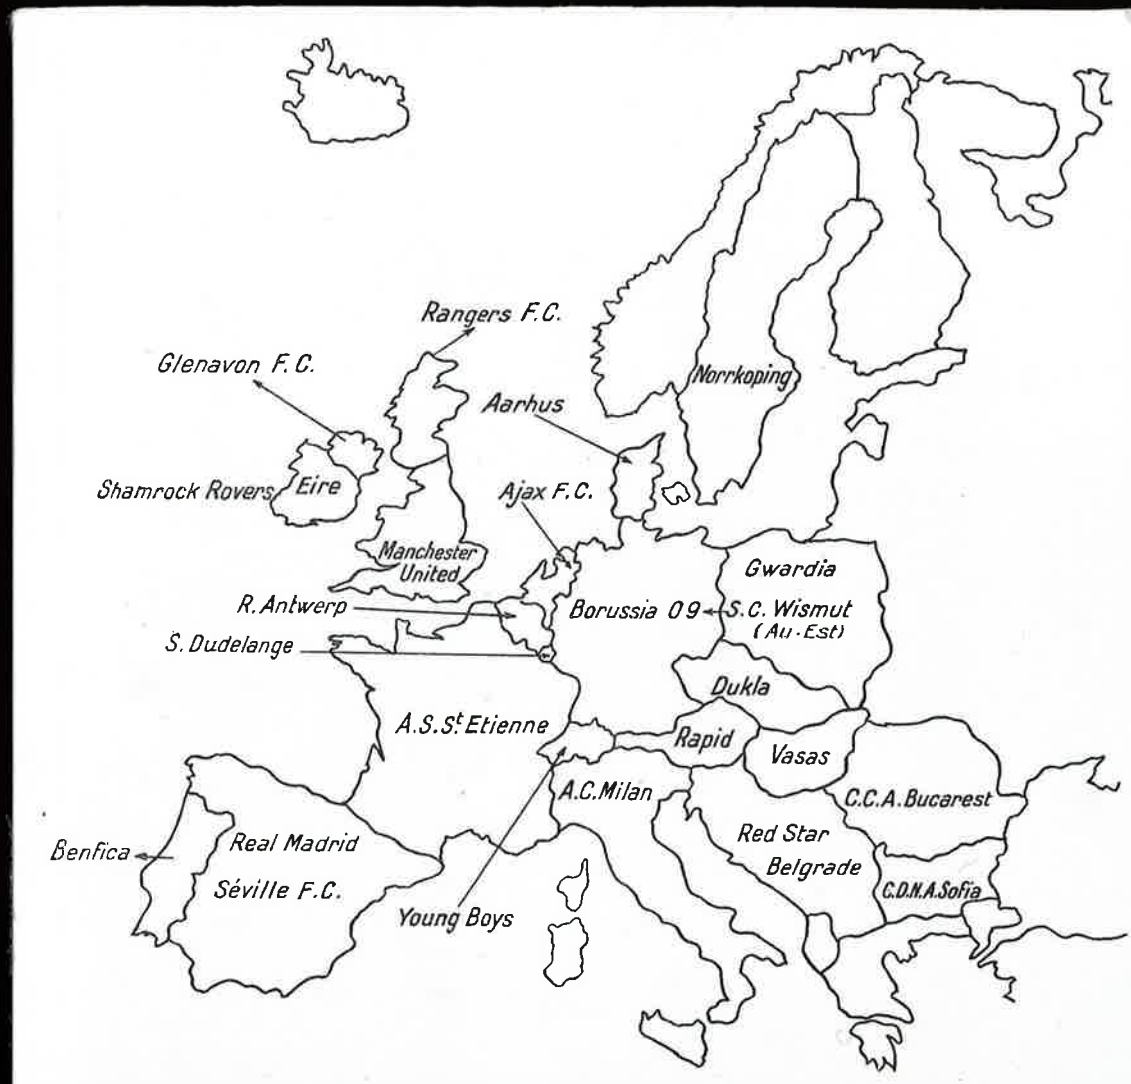 Rangers F.C.
Glenavon F.C.
Norrkoping
Aarhus
Shamrock Rovers
Eire
Ajax F.C.
Manchester
United
Gwardia
R. Antwerp
Borussia 09
S.C. Wismut
(Au-Est)
S. Dudelange
Dukla
A.S.St Etienne
Rapid
Vasas
A.C.Milan
C.C.A.Bucarest
Benfica
Real Madrid
Red Star
Belgrade
Séville F.C.
C.D.N.A.Sofia
Young Boys